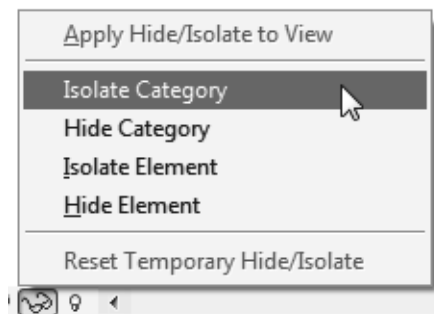 Apply Hide/Isolate to View
Isolate Category
Hide Category
Isolate Element
Hide Element
Reset Temporary Hide/Isolate